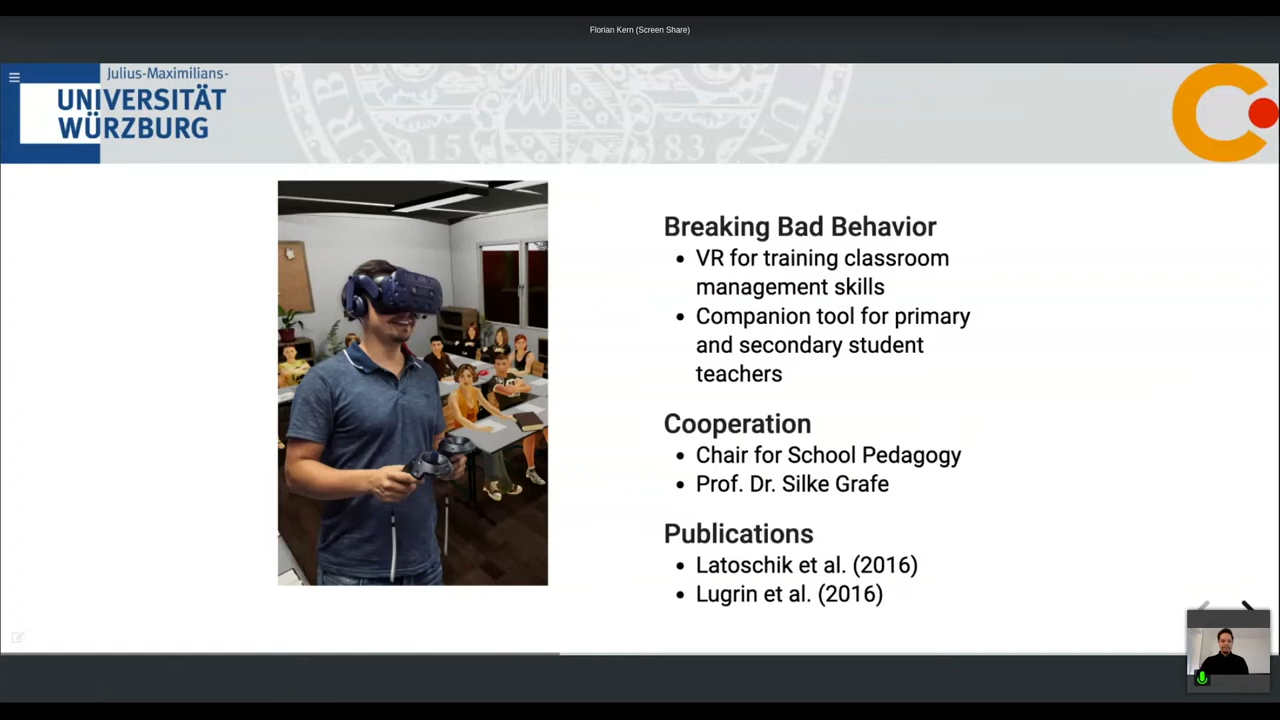 Florian Kern (Screen Share)
Julius-Maximilians-
UNIVERSITÄT
WÜRZBURG
15 83
Breaking Bad Behavior
• VR for training classroom
management skills
• Companion tool for primary
and secondary student
teachers
Cooperation
• Chair for School Pedagogy
• Prof. Dr. Silke Grafe
Publications
• Latoschik et al. (2016)
• Lugrin et al. (2016)